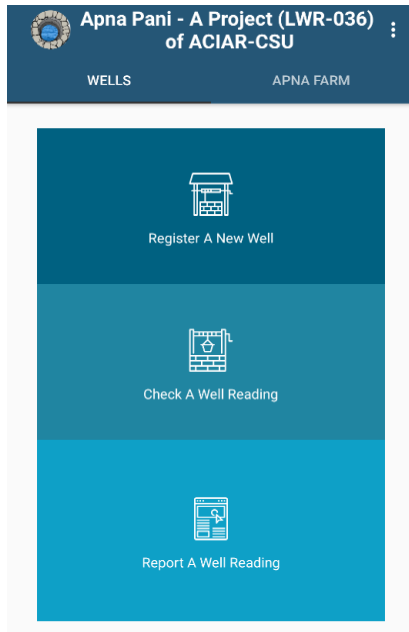 Apna Pani - A Project (LWR-036)
of ACIAR-CSU
WELLS
APNA FARM
Register A New Well
Check A Well Reading
Report A Well Reading